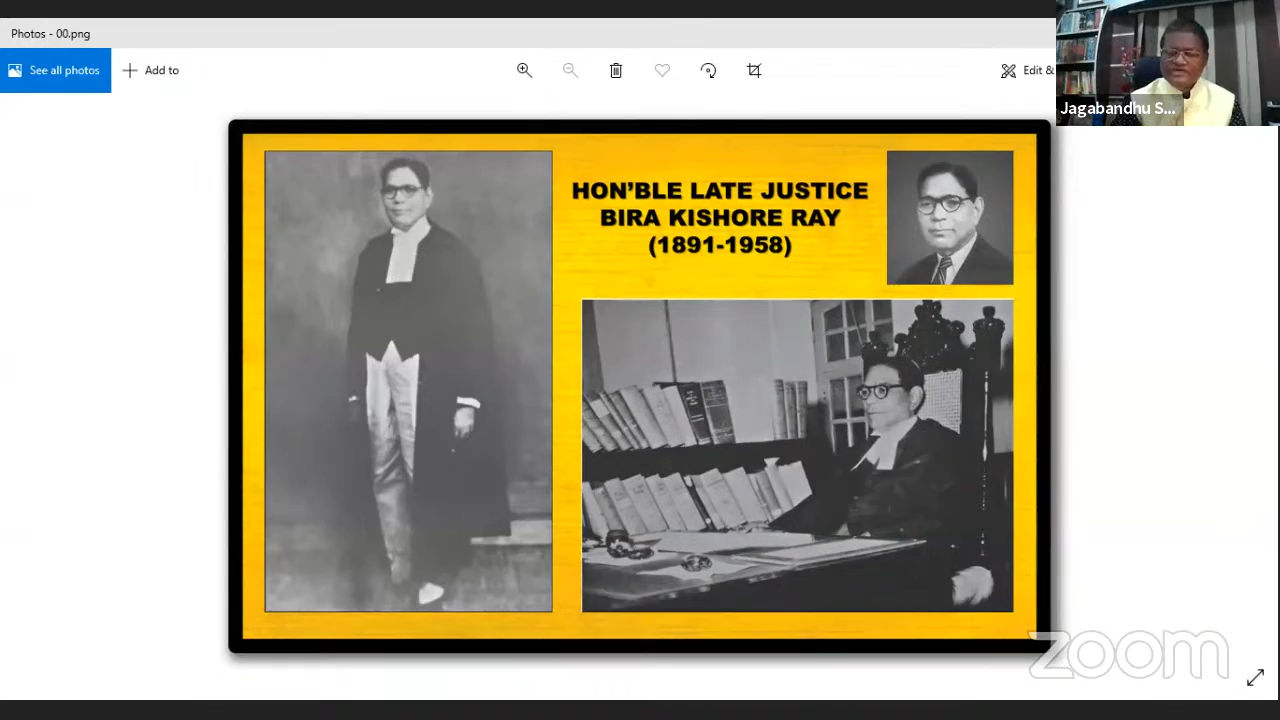 Photos - 00.png
See all photos
Add to
Edit &
Jagabandhu S...
HON'BLE LATE JUSTICE
BIRA KISHORE RAY
(1891-1958)
zoom